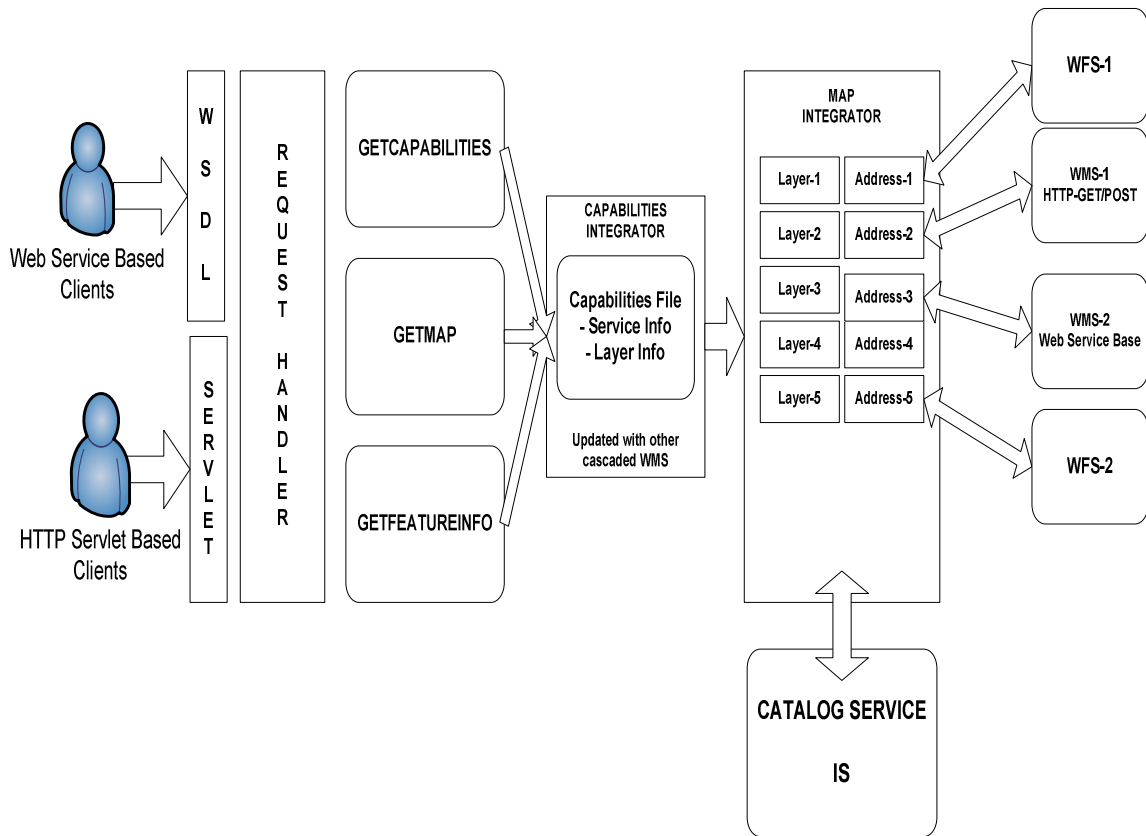 Web Service Based
Clients
HTTP Servlet Based
Clients
W
S
D
L
S
E
R
V
L
E
T
R
E
Q
U
E
S
T
H
A
N
D
L
E
R
GETCAPABILITIES
GETMAP
GETFEATUREINFO
CAPABILITIES
INTEGRATOR
Capabilities File
- Service Info
- Layer Info
Updated with other
cascaded WMS
MAP
INTEGRATOR
Layer-1 Address-1
Layer-2 Address-2
Layer-3 Address-3
Layer-4 Address-4
Layer-5 Address-5
WFS-1
WMS-1
HTTP-GET/POST
WMS-2
Web Service Base
WFS-2
CATALOG SERVICE
IS